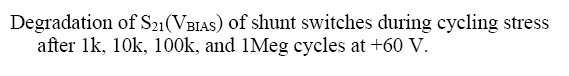 Degradation of S21(VBIAS) of shunt switches during cycling stress
after 1k, 10k, 100k, and 1Meg cycles at +60 V.